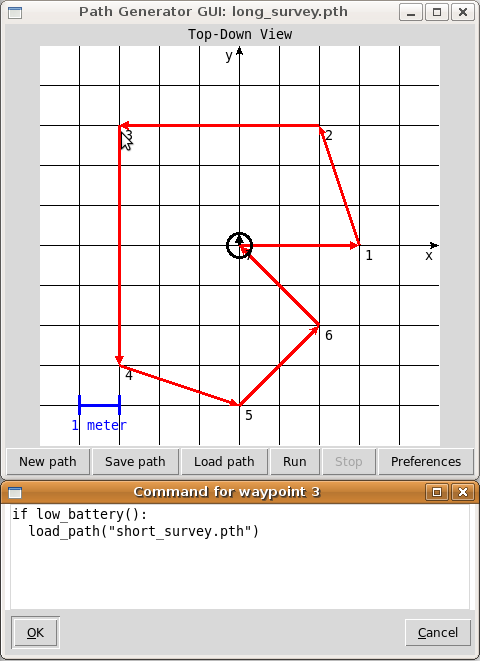 Path Generator GUI: long_survey.pth
Top-Down View
y
3
2
1
x
7
6
4
5
1 meter
New path
Save path
Load path
Run
Stop
Preferences
Command for waypoint 3
if low_battery():
  load_path("short_survey.pth")
OK
Cancel